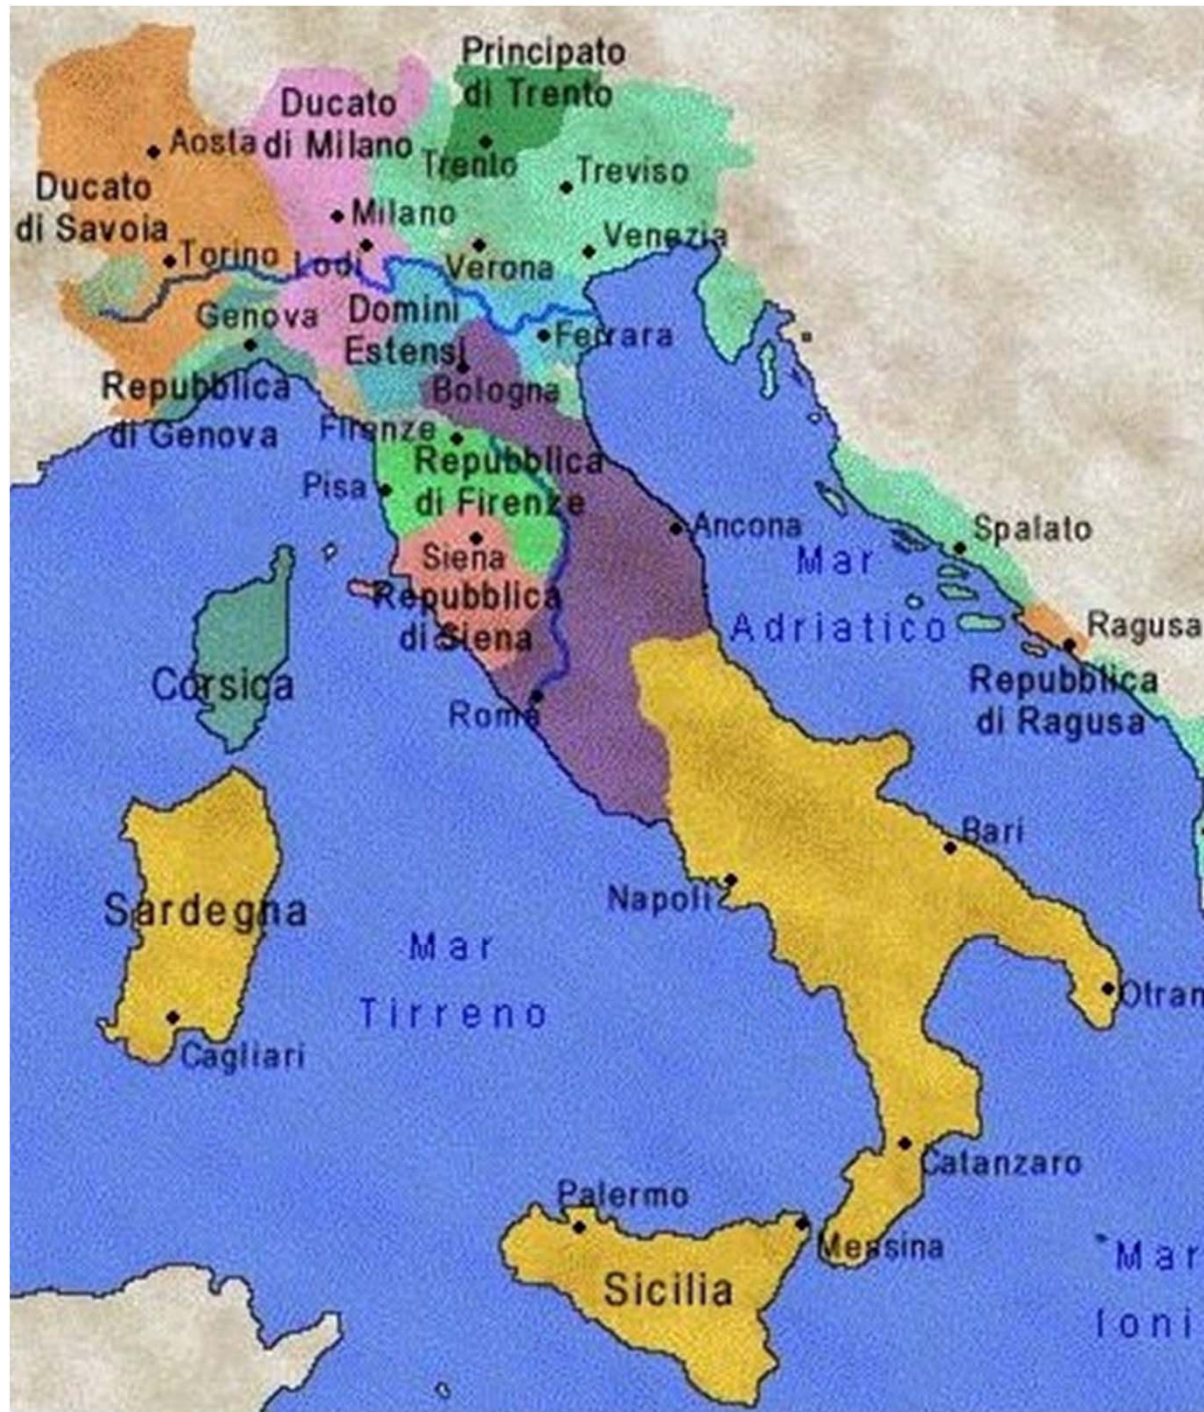 Principato
di Trento
Ducato
di Milano
Aosta
Trento
Treviso
Ducato
di Savoia
Milano
Venezia
Torino
Lodi
Verona
Genova
Domini
Estensi
Ferrara
Repubblica
di Genova
Bologna
Firenze
Repubblica
di Firenze
Pisa
Ancona
Spalato
Siena
Mar
Adriatico
Repubblica
di Siena
Ragusa
Repubblica
di Ragusa
Corsica
Roma
Bari
Napoli
Sardegna
Mar
Tirreno
Otran
Cagliari
Catanzaro
Palermo
Messina
Sicilia
Mar
Ioni